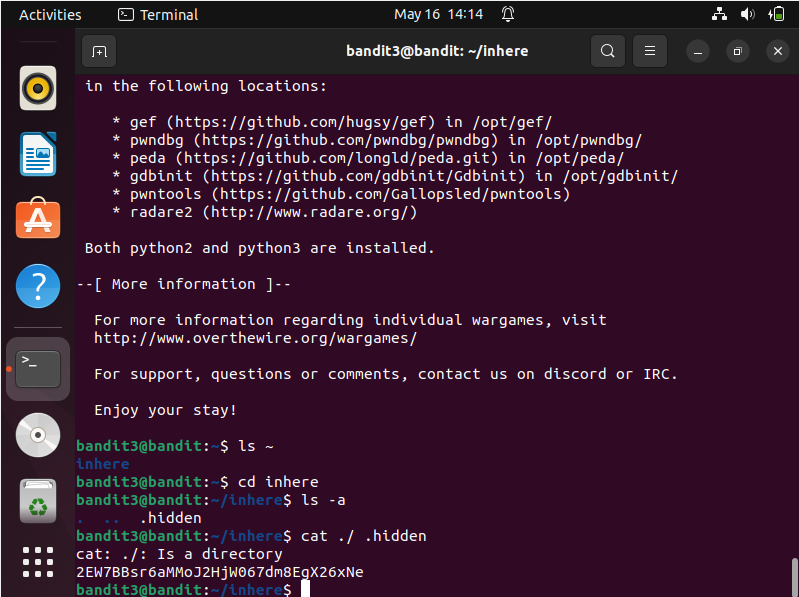 Activities Terminal May 16 14:14
bandit3@bandit: ~/inhere
in the following locations:
* gef (https://github.com/hugsy/gef) in /opt/gef/
* pwndbg (https://github.com/pwndbg/pwndbg) in /opt/pwndbg/
* peda (https://github.com/longld/peda.git) in /opt/peda/
* gdbinit (https://github.com/gdbinit/Gdbinit) in /opt/gdbinit/
* pwntools (https://github.com/Gallopsled/pwntools)
* radare2 (http://www.radare.org/)
Both python2 and python3 are installed.
--[ More information ]--
For more information regarding individual wargames, visit
http://www.overthewire.org/wargames/
For support, questions or comments, contact us on discord or IRC.
Enjoy your stay!
bandit3@bandit:~$ ls ~
inhere
bandit3@bandit:~$ cd inhere
bandit3@bandit:~/inhere$ ls -a
. .. .hidden
bandit3@bandit:~/inhere$ cat ./ .hidden
cat: ./: Is a directory
2EW7BBsr6aMMoJ2HjW067dm8EgX26xNe
bandit3@bandit:~/inhere$